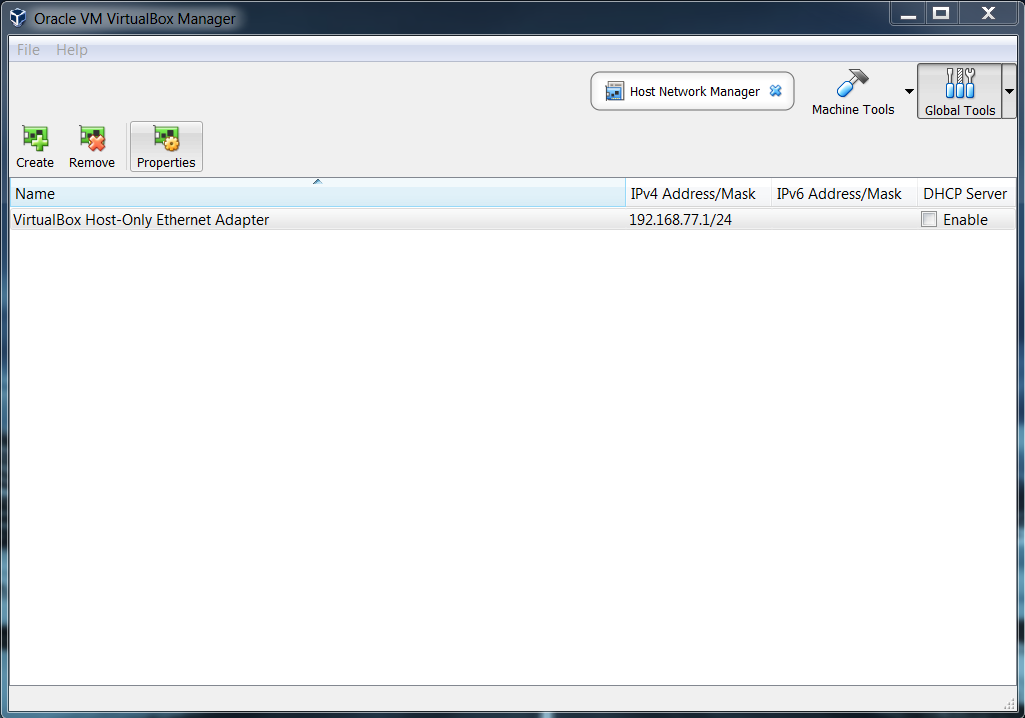 Oracle VM VirtualBox Manager
File Help
Host Network Manager
Machine Tools
Global Tools
Create Remove Properties
Name IPv4 Address/Mask IPv6 Address/Mask DHCP Server
VirtualBox Host-Only Ethernet Adapter 192.168.77.1/24 Enable